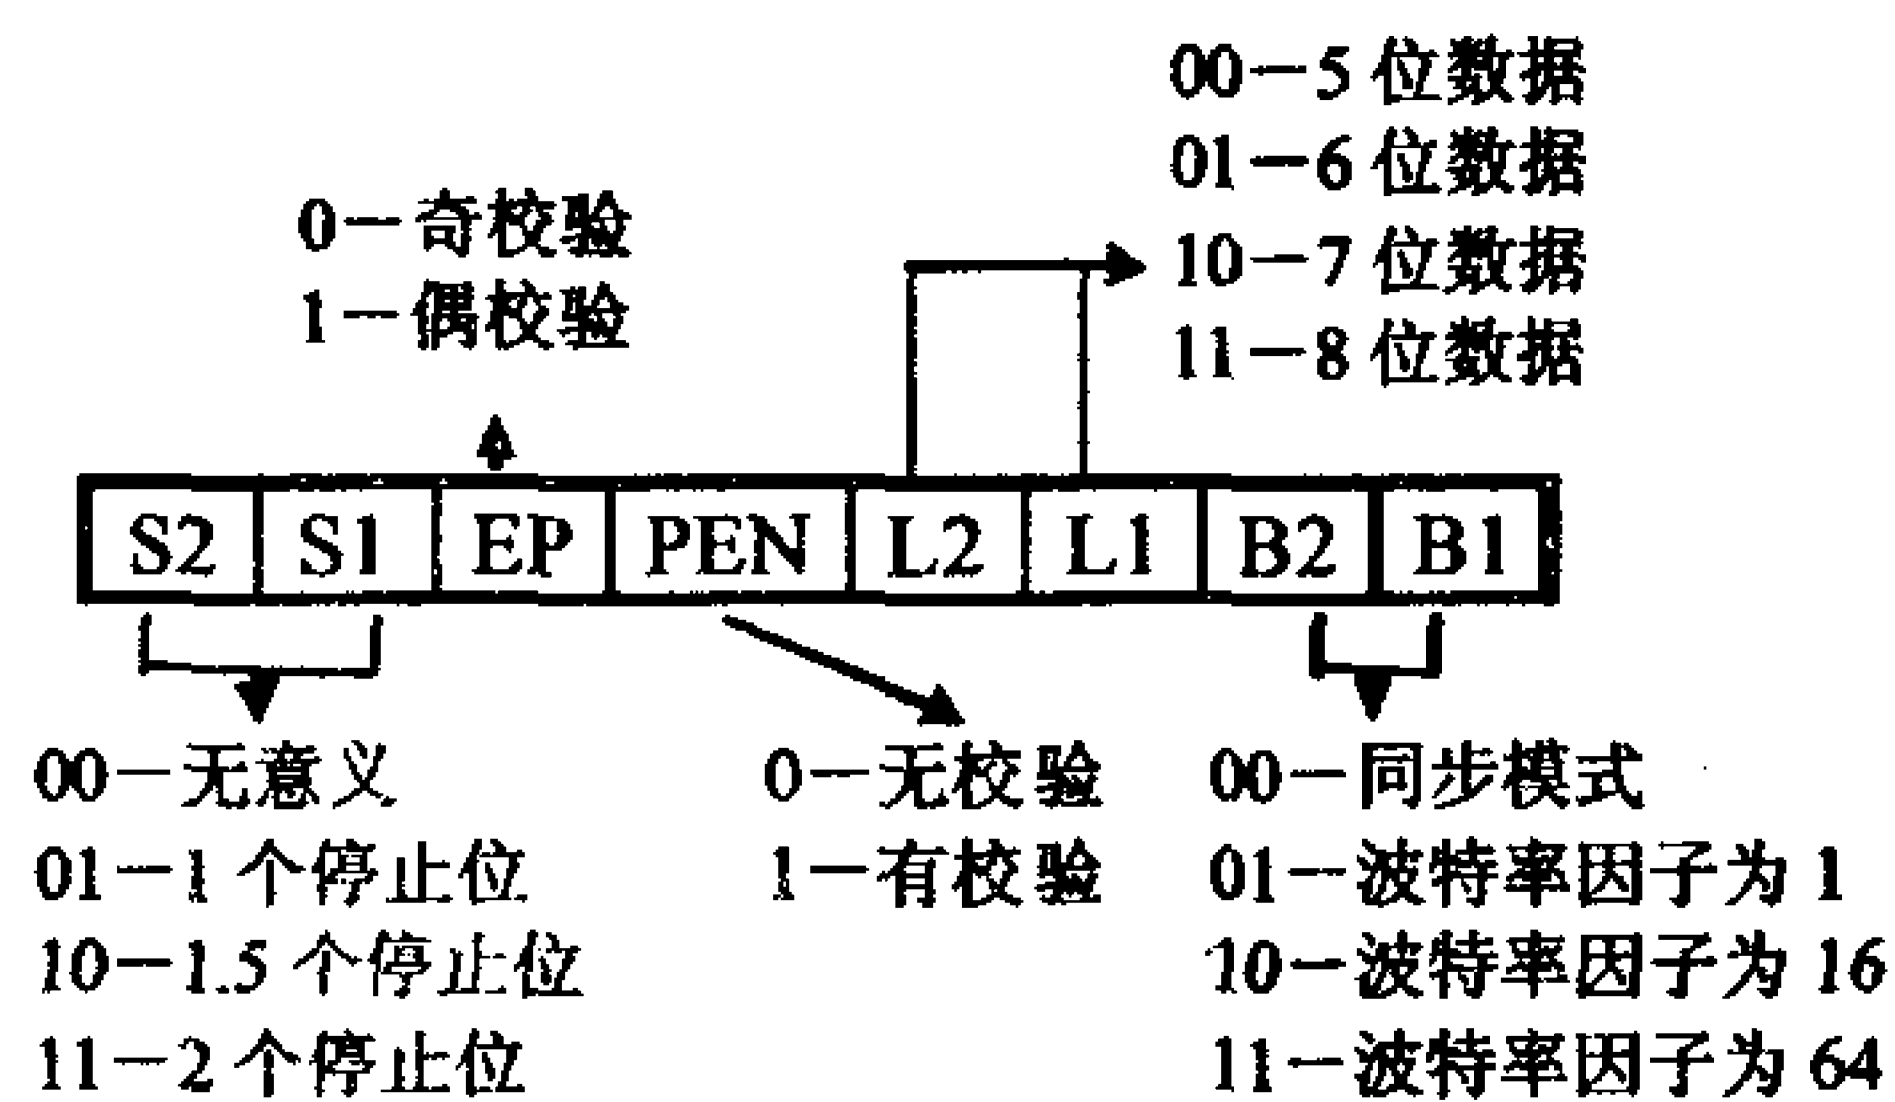 00－5 位数据
01－6 位数据
10－7 位数据
11－8 位数据
0－奇校验
1－偶校验
S2 S1 EP PEN L2 L1 B2 B1
00－无意义
01－1 个停止位
10－1.5 个停止位
11－2 个停止位
0－无校验
1－有校验
00－同步模式
01－波特率因子为 1
10－波特率因子为 16
11－波特率因子为 64